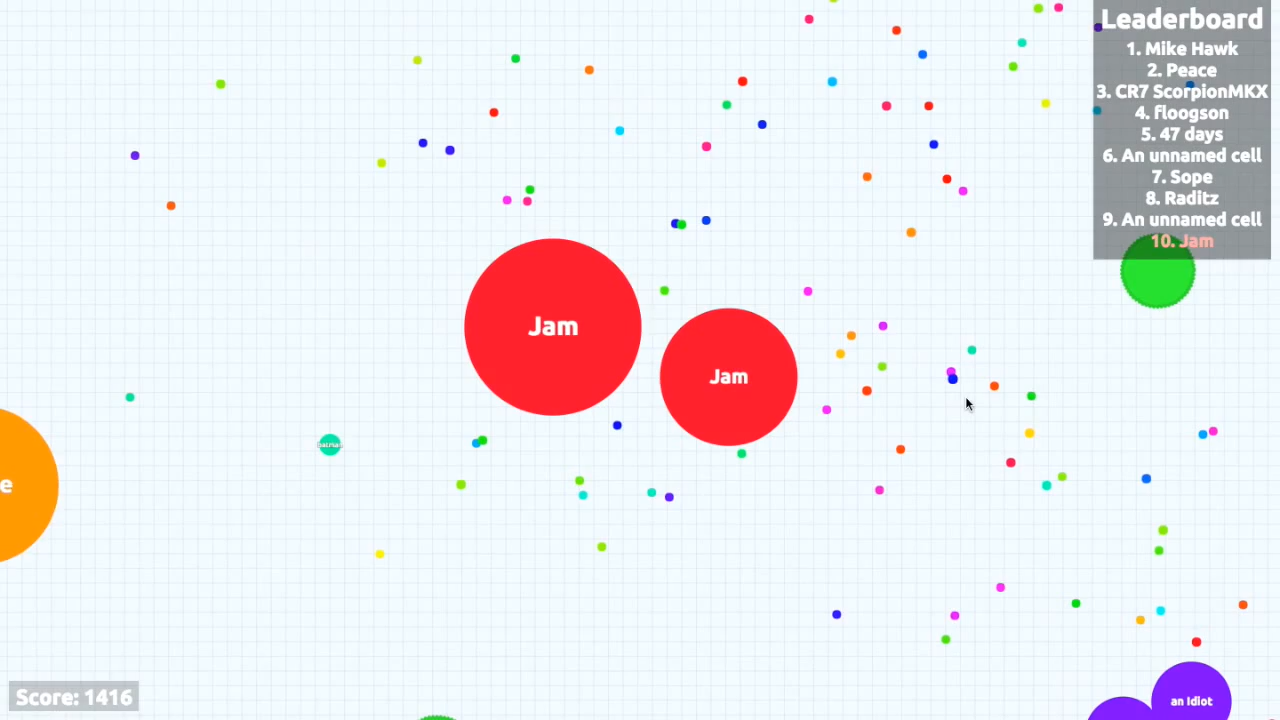 Leaderboard
1. Mike Hawk
2. Peace
3. CR7 ScorpionMKX
4. floogson
5. 47 days
6. An unnamed cell
7. Sope
8. Raditz
9. An unnamed cell
10. Jam
Jam
Jam
batman
e
an Idiot
Score: 1416